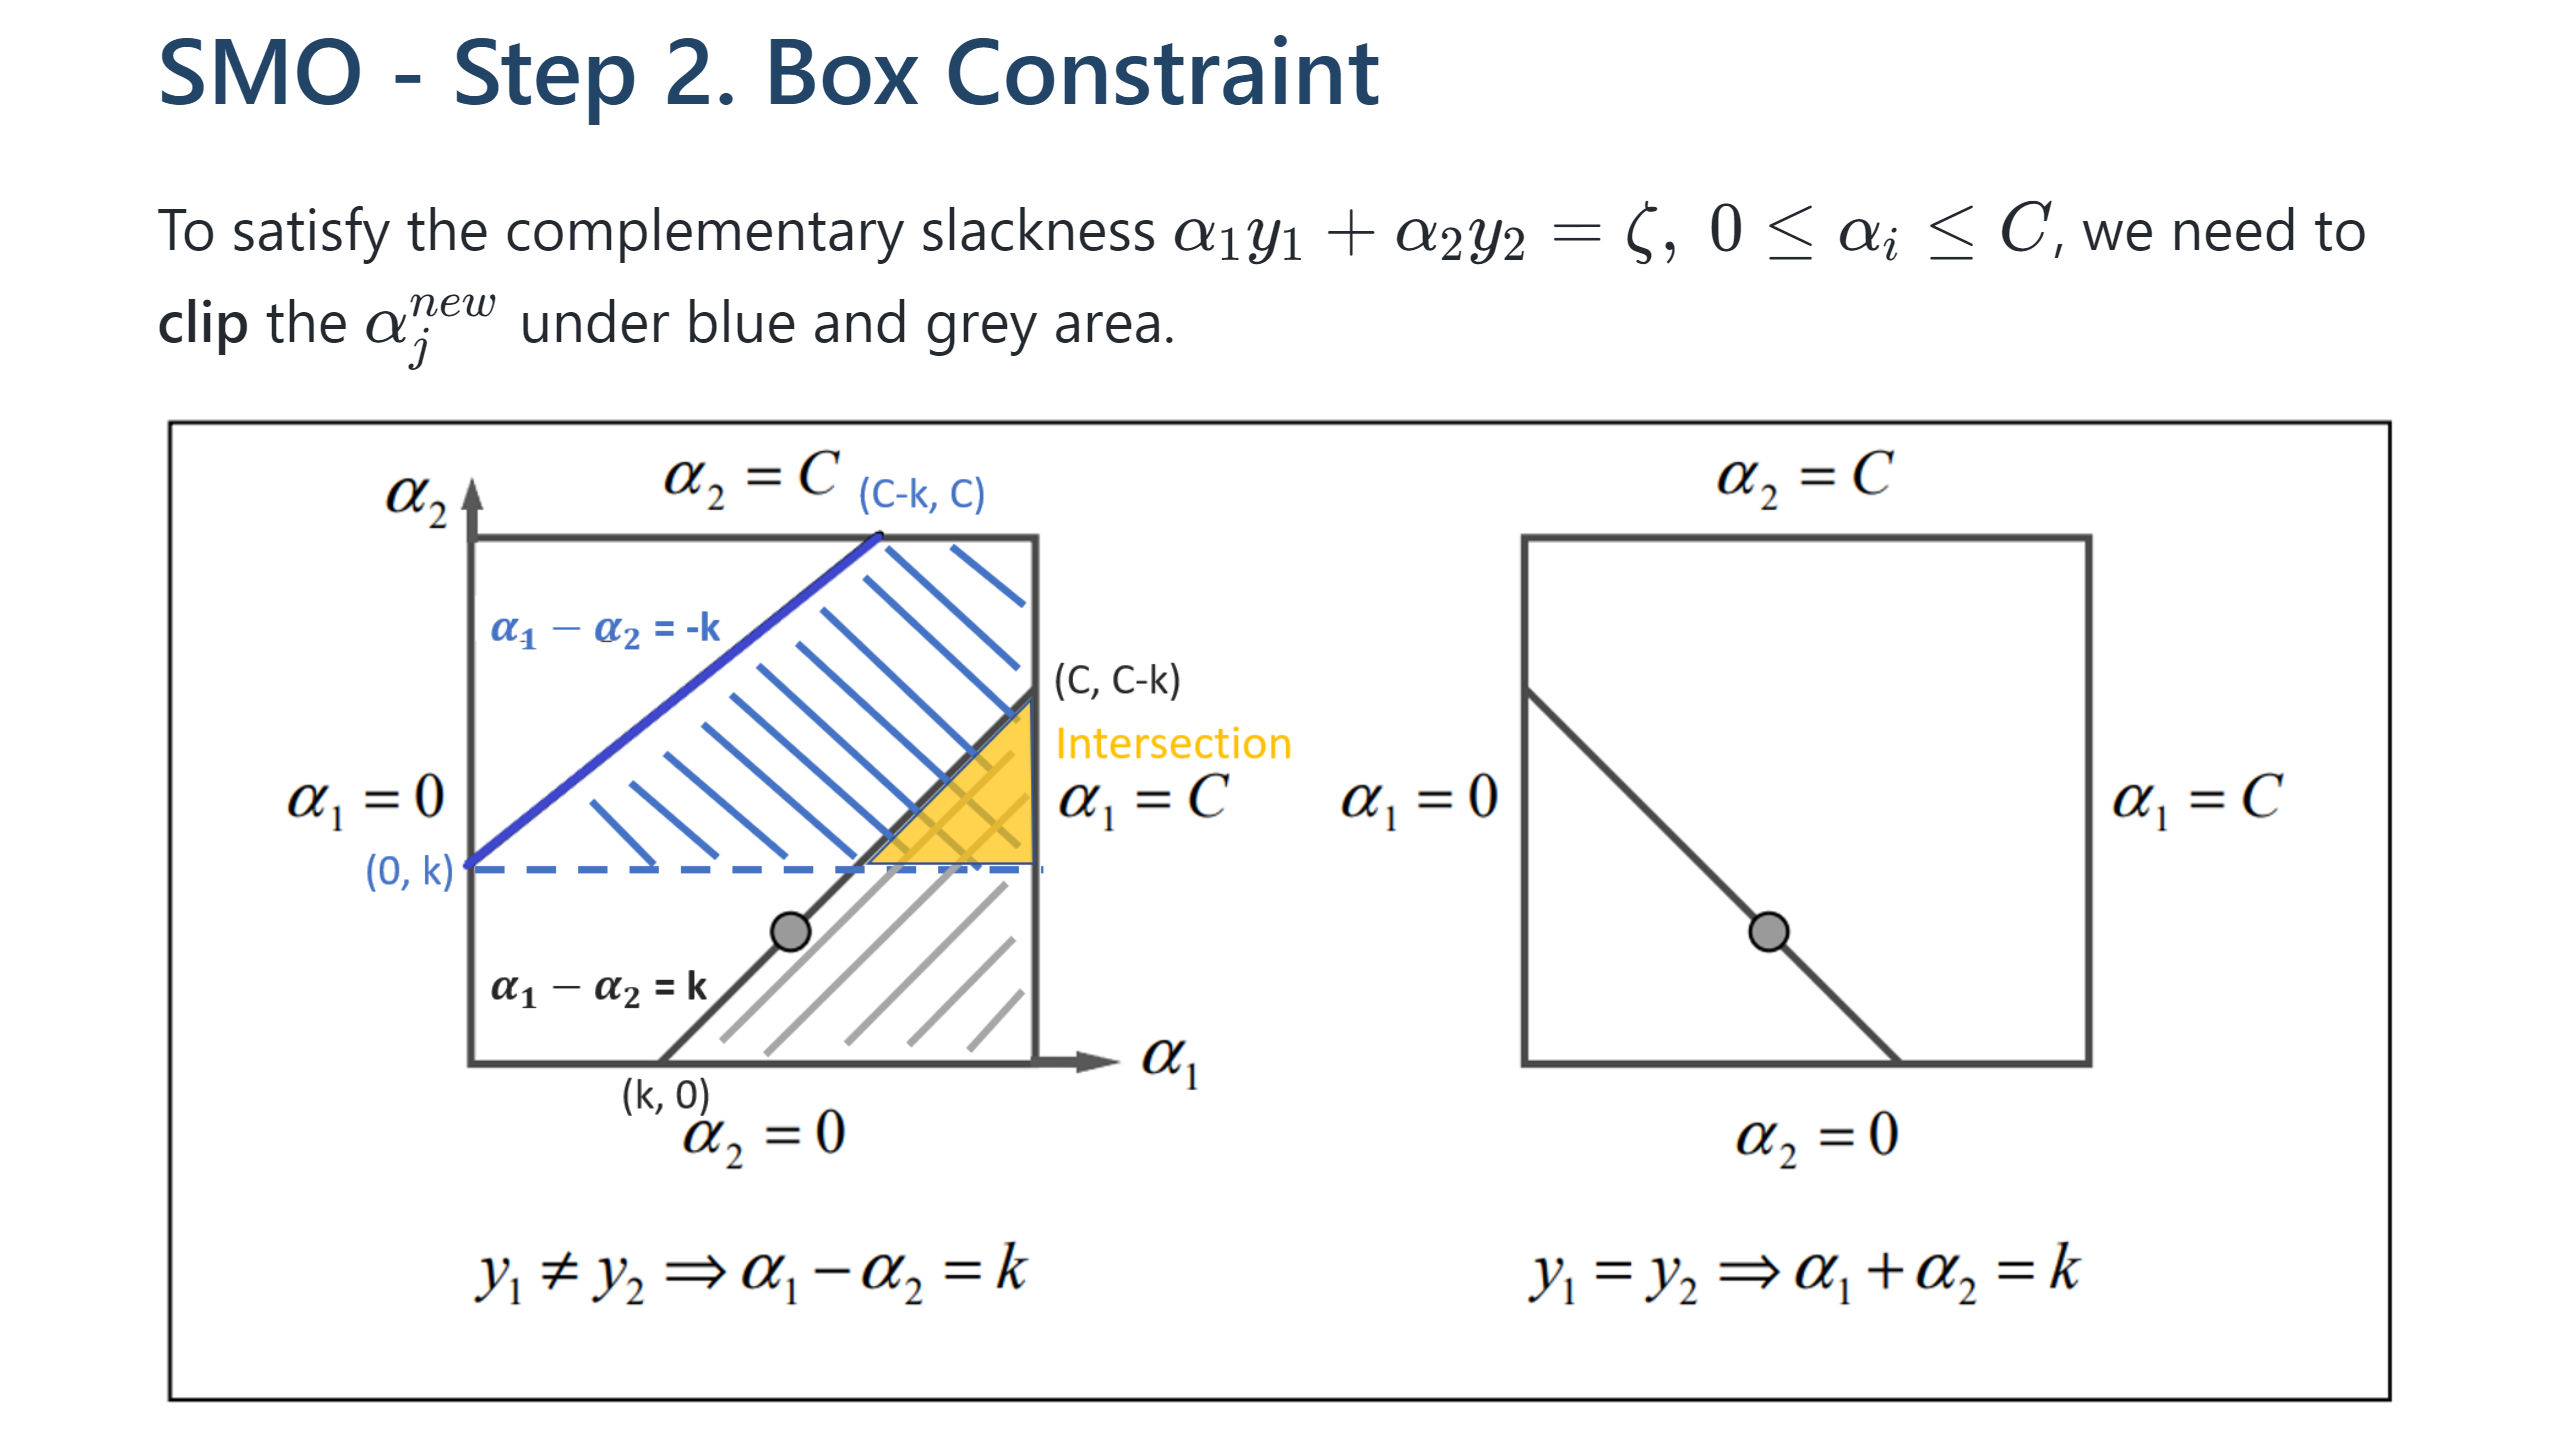 SMO - Step 2. Box Constraint
To satisfy the complementary slackness α₁y₁ + α₂y₂ = ζ, 0 ≤ αᵢ ≤ C, we need to
clip the αⱼⁿᵉʷ under blue and grey area.
α₂
α₂ = C
(C-k, C)
α₁ − α₂ = -k
(C, C-k)
Intersection
α₁ = 0
α₁ = C
(0, k)
α₁ − α₂ = k
α₁
(k, 0)
α₂ = 0
y₁ ≠ y₂ ⇒ α₁ − α₂ = k
α₂ = C
α₁ = 0
α₁ = C
α₂ = 0
y₁ = y₂ ⇒ α₁ + α₂ = k